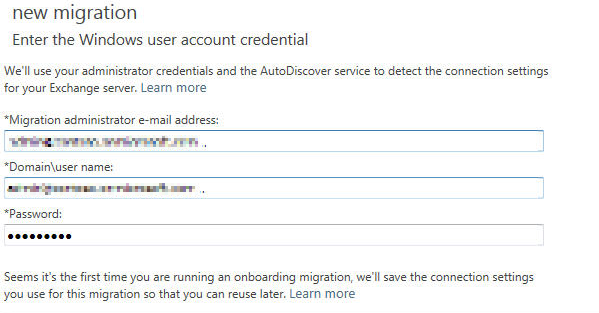 new migration
Enter the Windows user account credential
We'll use your administrator credentials and the AutoDiscover service to detect the connection settings
for your Exchange server. Learn more
*Migration administrator e-mail address:
*Domain\user name:
*Password:
•••••••••
Seems it's the first time you are running an onboarding migration, we'll save the connection settings
you use for this migration so that you can reuse later. Learn more